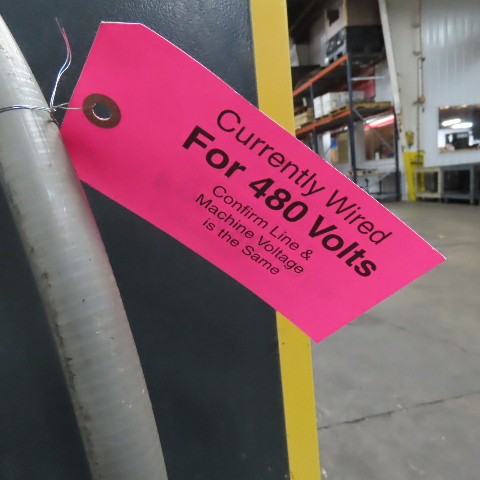 Currently Wired
For 480 Volts
Confirm Line &
Machine Voltage
is the Same